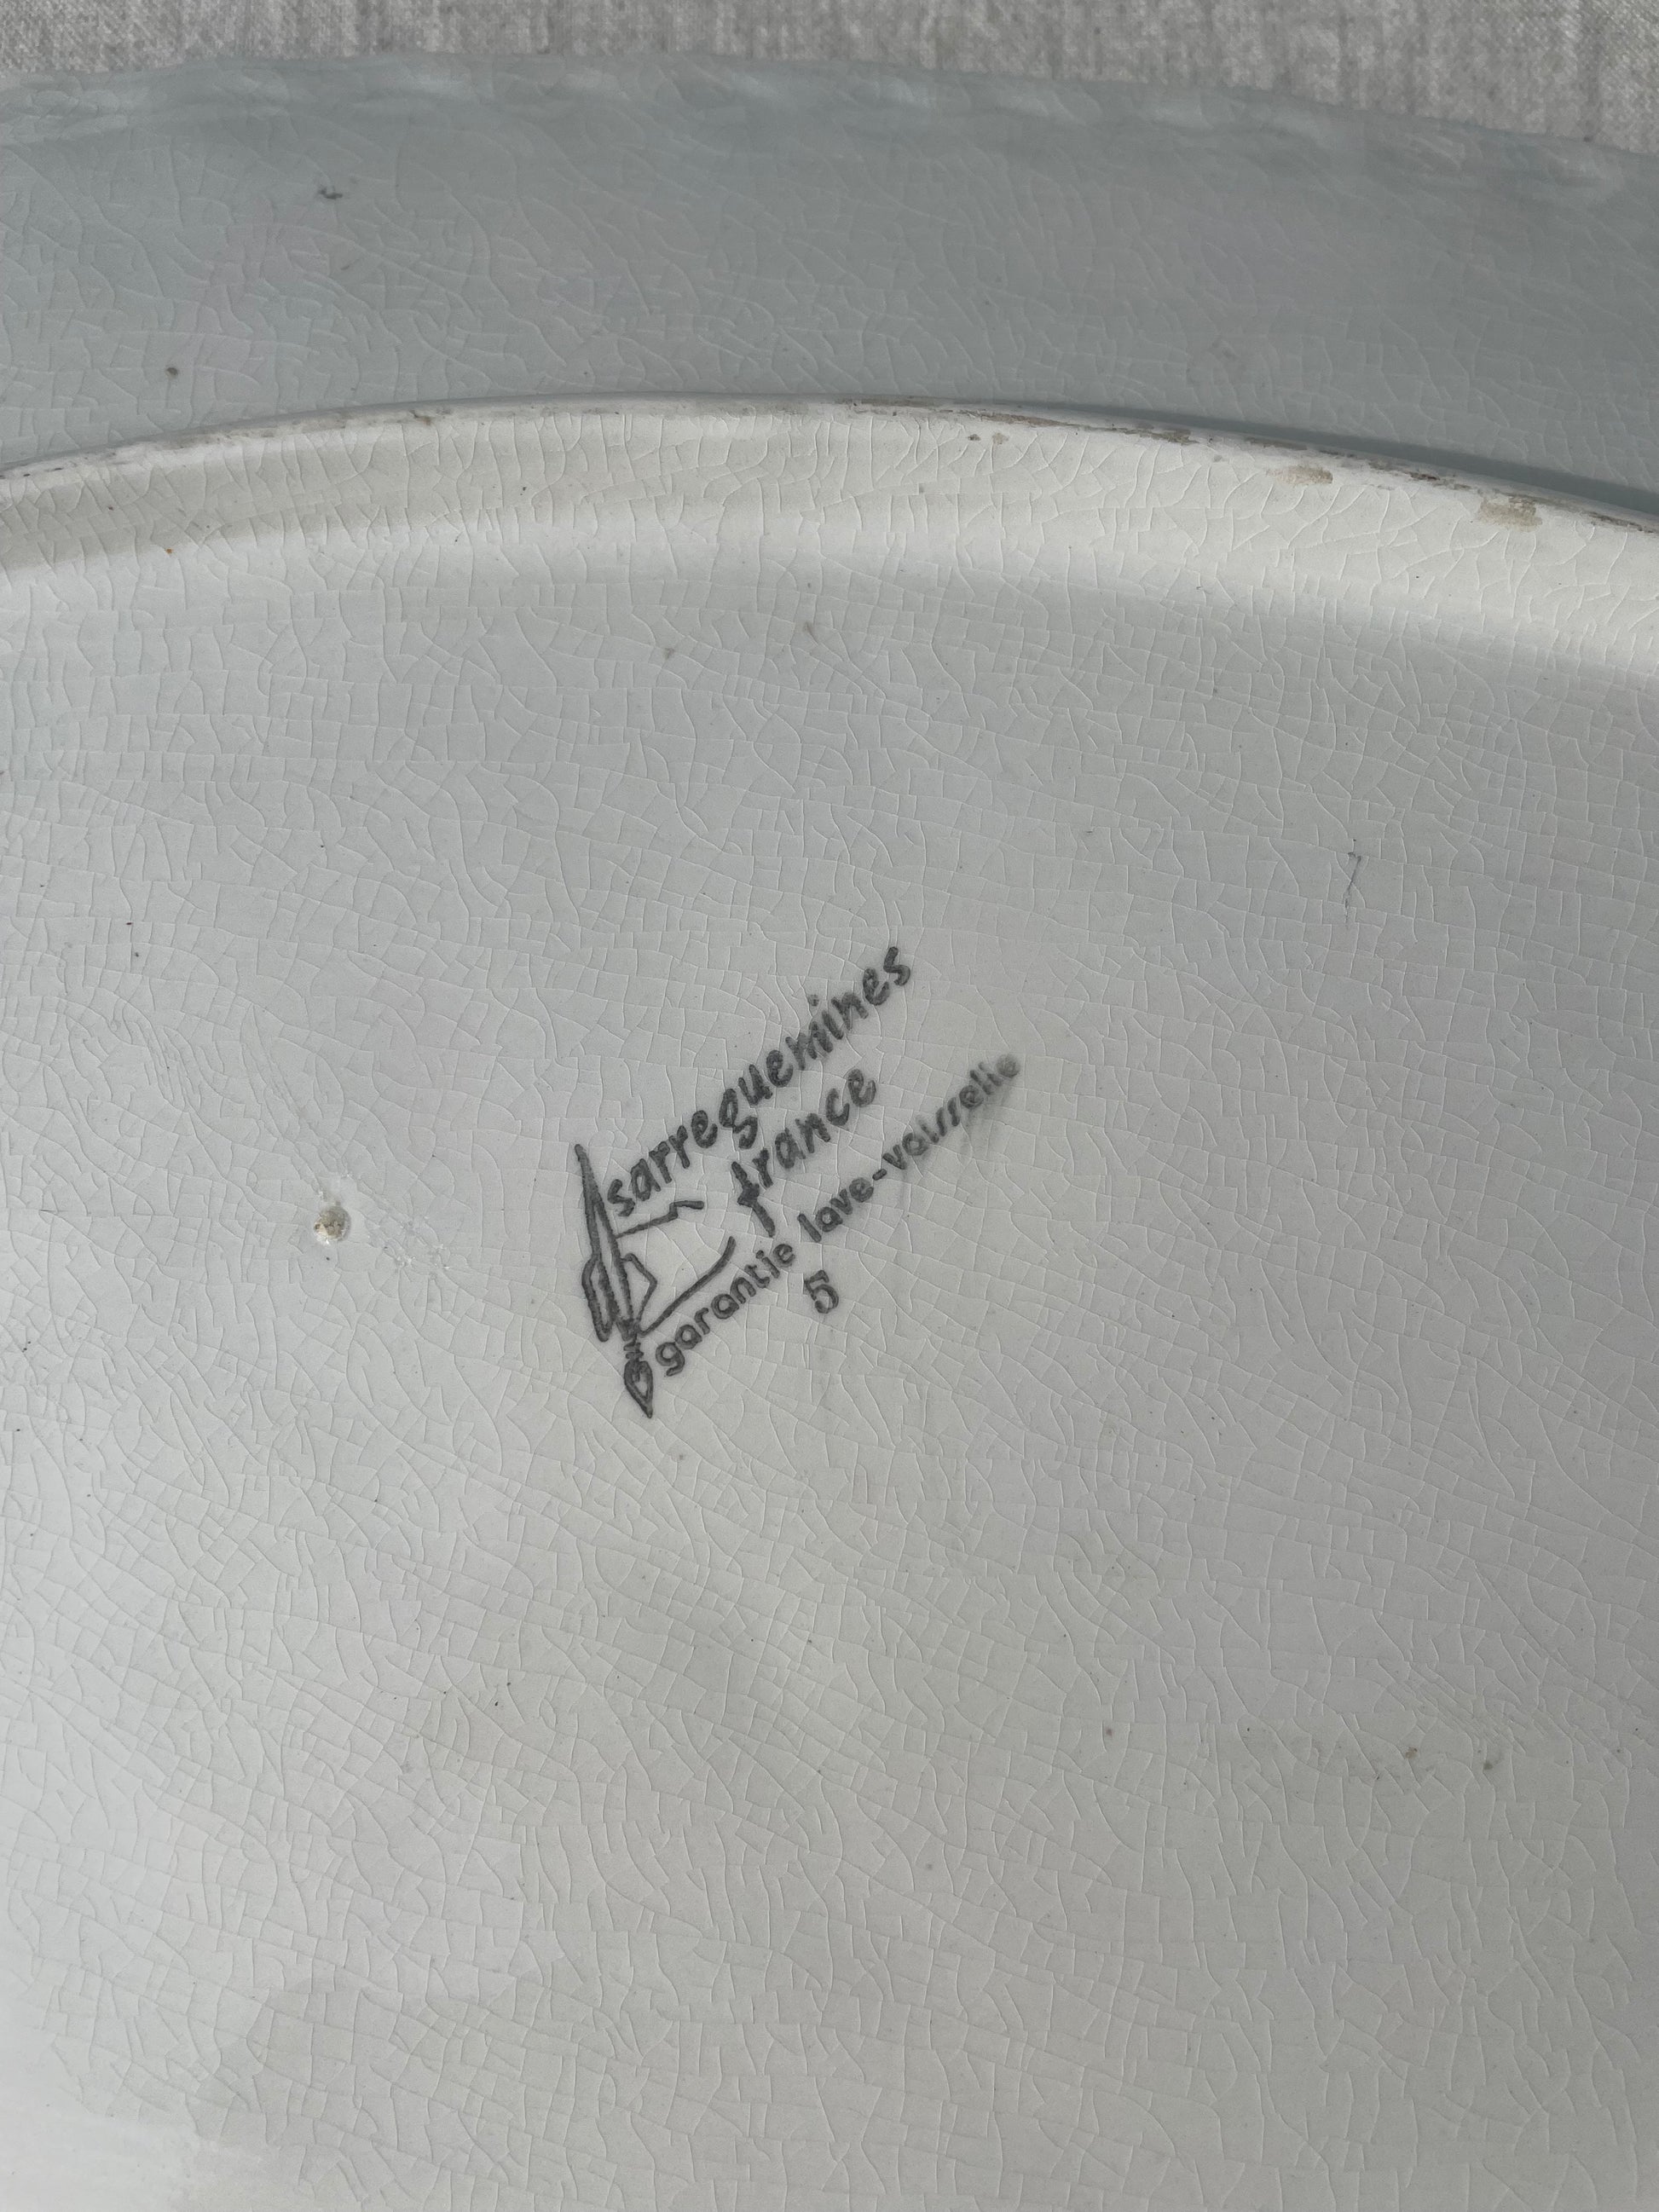 sarreguemines
france
garantie lave-vaisselle
5